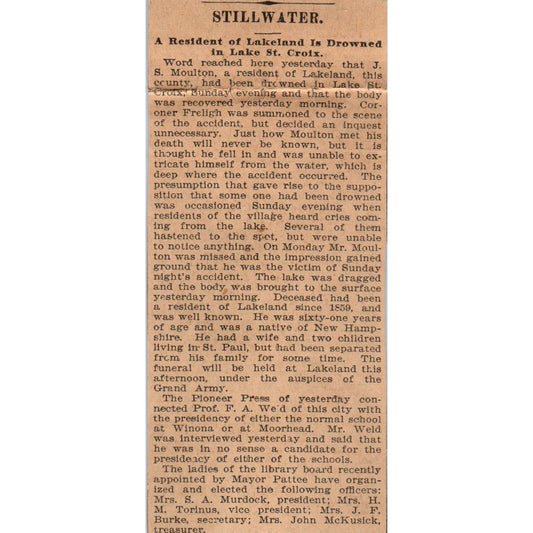 STILLWATER.
A Resident of Lakeland Is Drowned
in Lake St. Croix.
Word reached here yesterday that J.
S. Moulton, a resident of Lakeland, this
county, had been drowned in Lake St.
Croix, Sunday evening and that the body
was recovered yesterday morning. Cor-
oner Freligh was summoned to the scene
of the accident, but decided an inquest
unnecessary. Just how Moulton met his
death will never be known, but it is
thought he fell in and was unable to ex-
tricate himself from the water, which is
deep where the accident occurred. The
presumption that gave rise to the suppo-
sition that some one had been drowned
was occasioned Sunday evening when
residents of the village heard cries com-
ing from the lake. Several of them
hastened to the spot, but were unable
to notice anything. On Monday Mr. Moul-
ton was missed and the impression gained
ground that he was the victim of Sunday
night's accident. The lake was dragged
and the body was brought to the surface
yesterday morning. Deceased had been
a resident of Lakeland since 1859, and
was well known. He was sixty-one years
of age and was a native of New Hamp-
shire. He had a wife and two children
living in St. Paul, but had been separated
from his family for some time. The
funeral will be held at Lakeland this
afternoon, under the auspices of the
Grand Army.
The Pioneer Press of yesterday con-
nected Prof. F. A. We'd of this city with
the presidency of either the normal school
at Winona or at Moorhead. Mr. Weld
was interviewed yesterday and said that
he was in no sense a candidate for the
presidency of either of the schools.
The ladies of the library board recently
appointed by Mayor Pattee have organ-
ized and elected the following officers:
Mrs. S. A. Murdock, president; Mrs. H.
M. Torinus, vice president; Mrs. J. F.
Burke, secretary; Mrs. John McKusick,
treasurer.